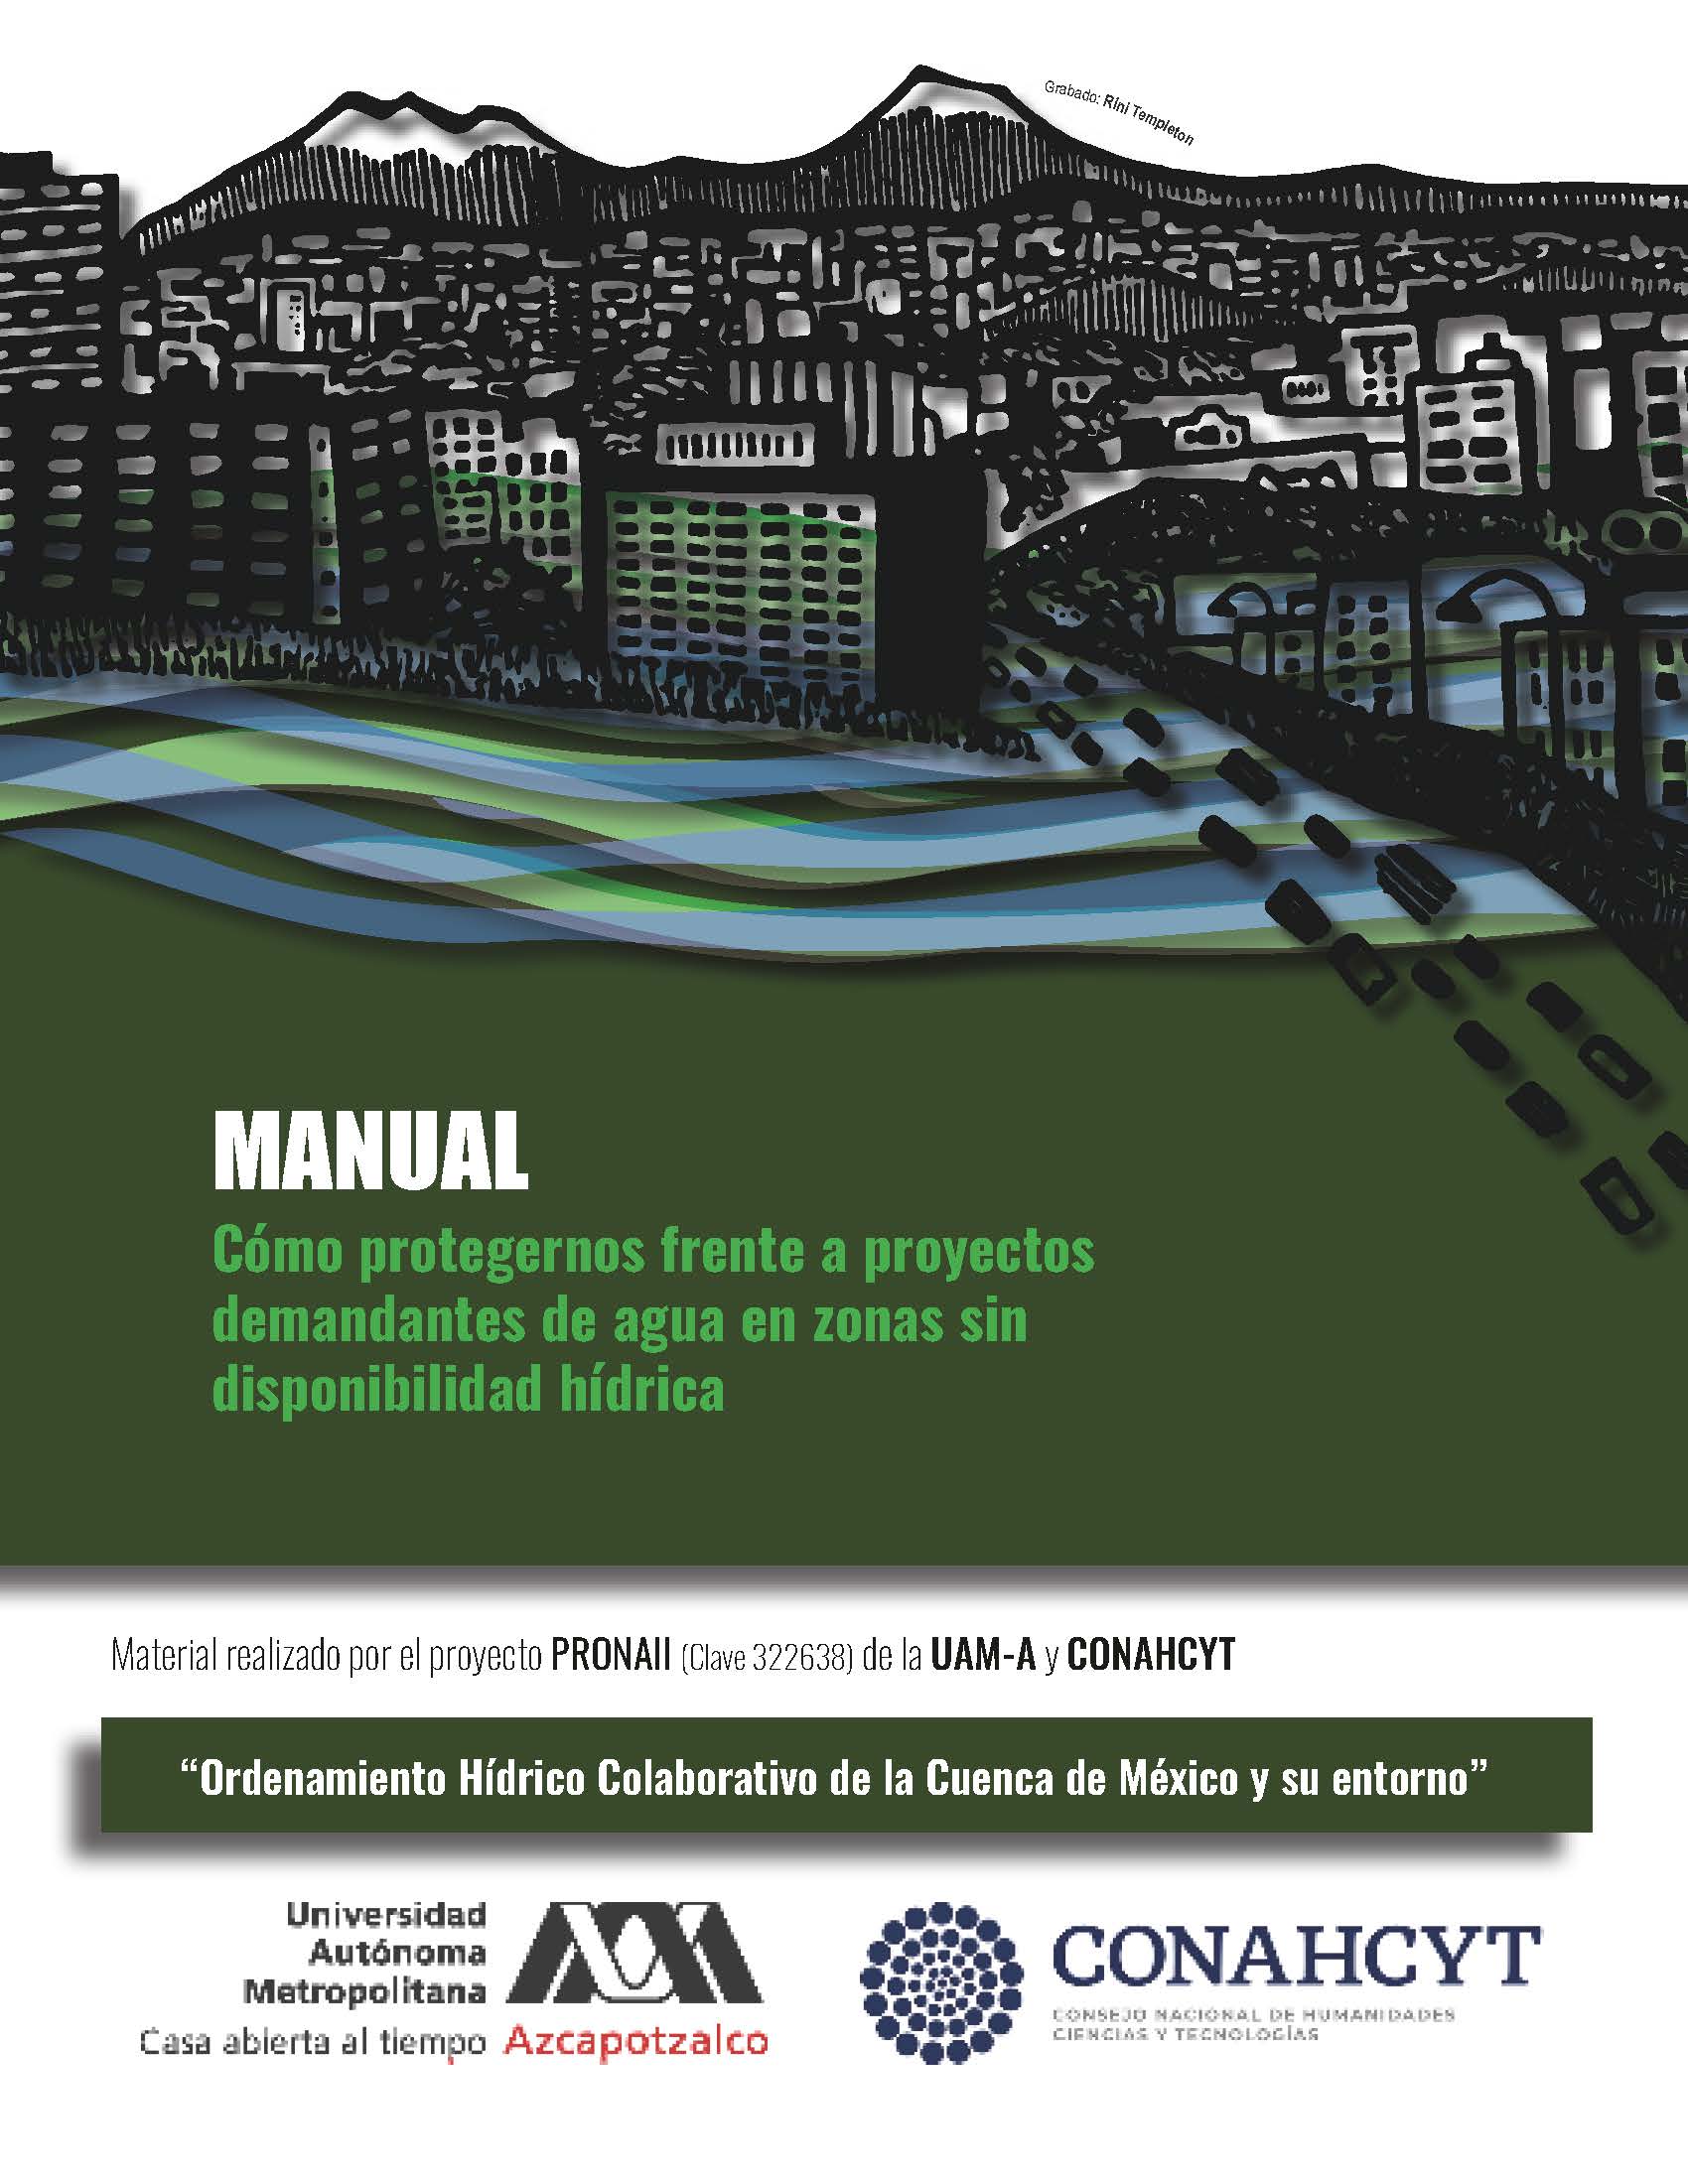 Grabado: Rini Templeton
MANUAL
Cómo protegernos frente a proyectos
demandantes de agua en zonas sin
disponibilidad hídrica
Material realizado por el proyecto PRONAII (Clave 322638) de la UAM-A y CONAHCYT
“Ordenamiento Hídrico Colaborativo de la Cuenca de México y su entorno”
Universidad
Autónoma
Metropolitana
Casa abierta al tiempo Azcapotzalco
CONAHCYT
CONSEJO NACIONAL DE HUMANIDADES
CIENCIAS Y TECNOLOGÍAS